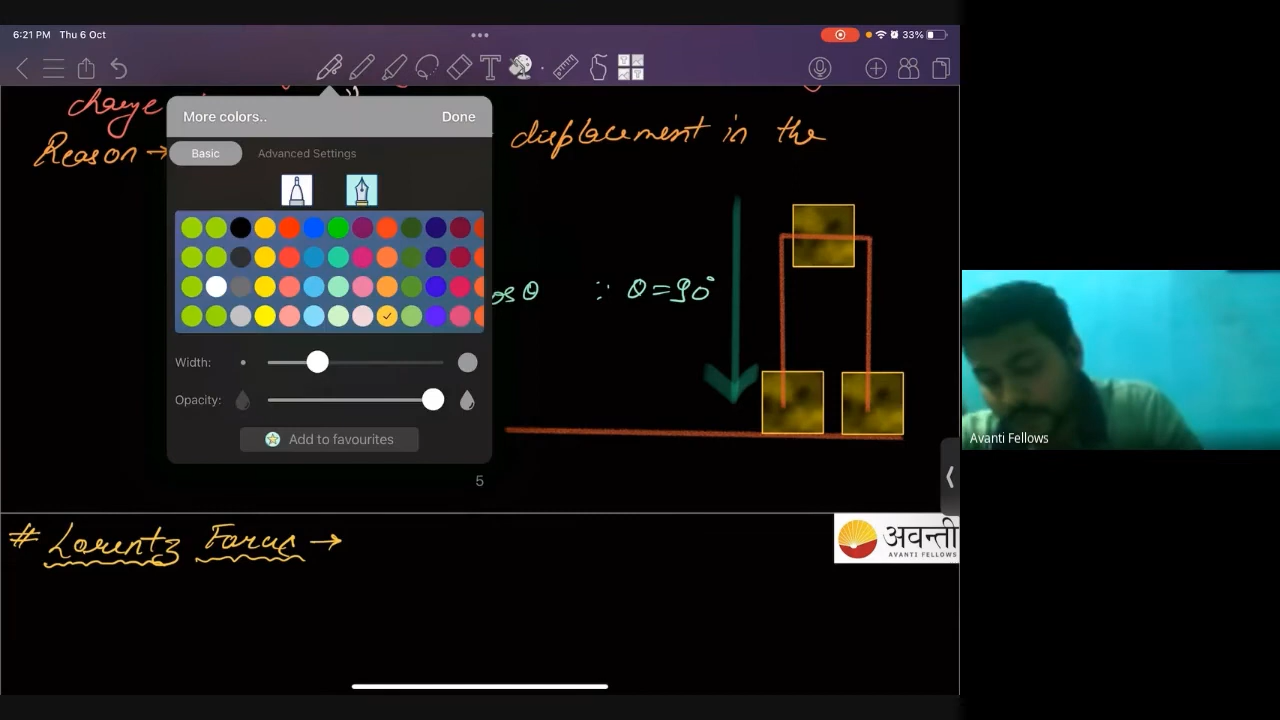 6:21 PM Thu 6 Oct
33%
charge
Reason → displacement in the
More colors.. Done
Basic Advanced Settings
θ ∵ θ = 90°
Width:
Opacity:
Add to favourites
5
# Lorentz Force →
अवन्ती
AVANTI FELLOWS
Avanti Fellows